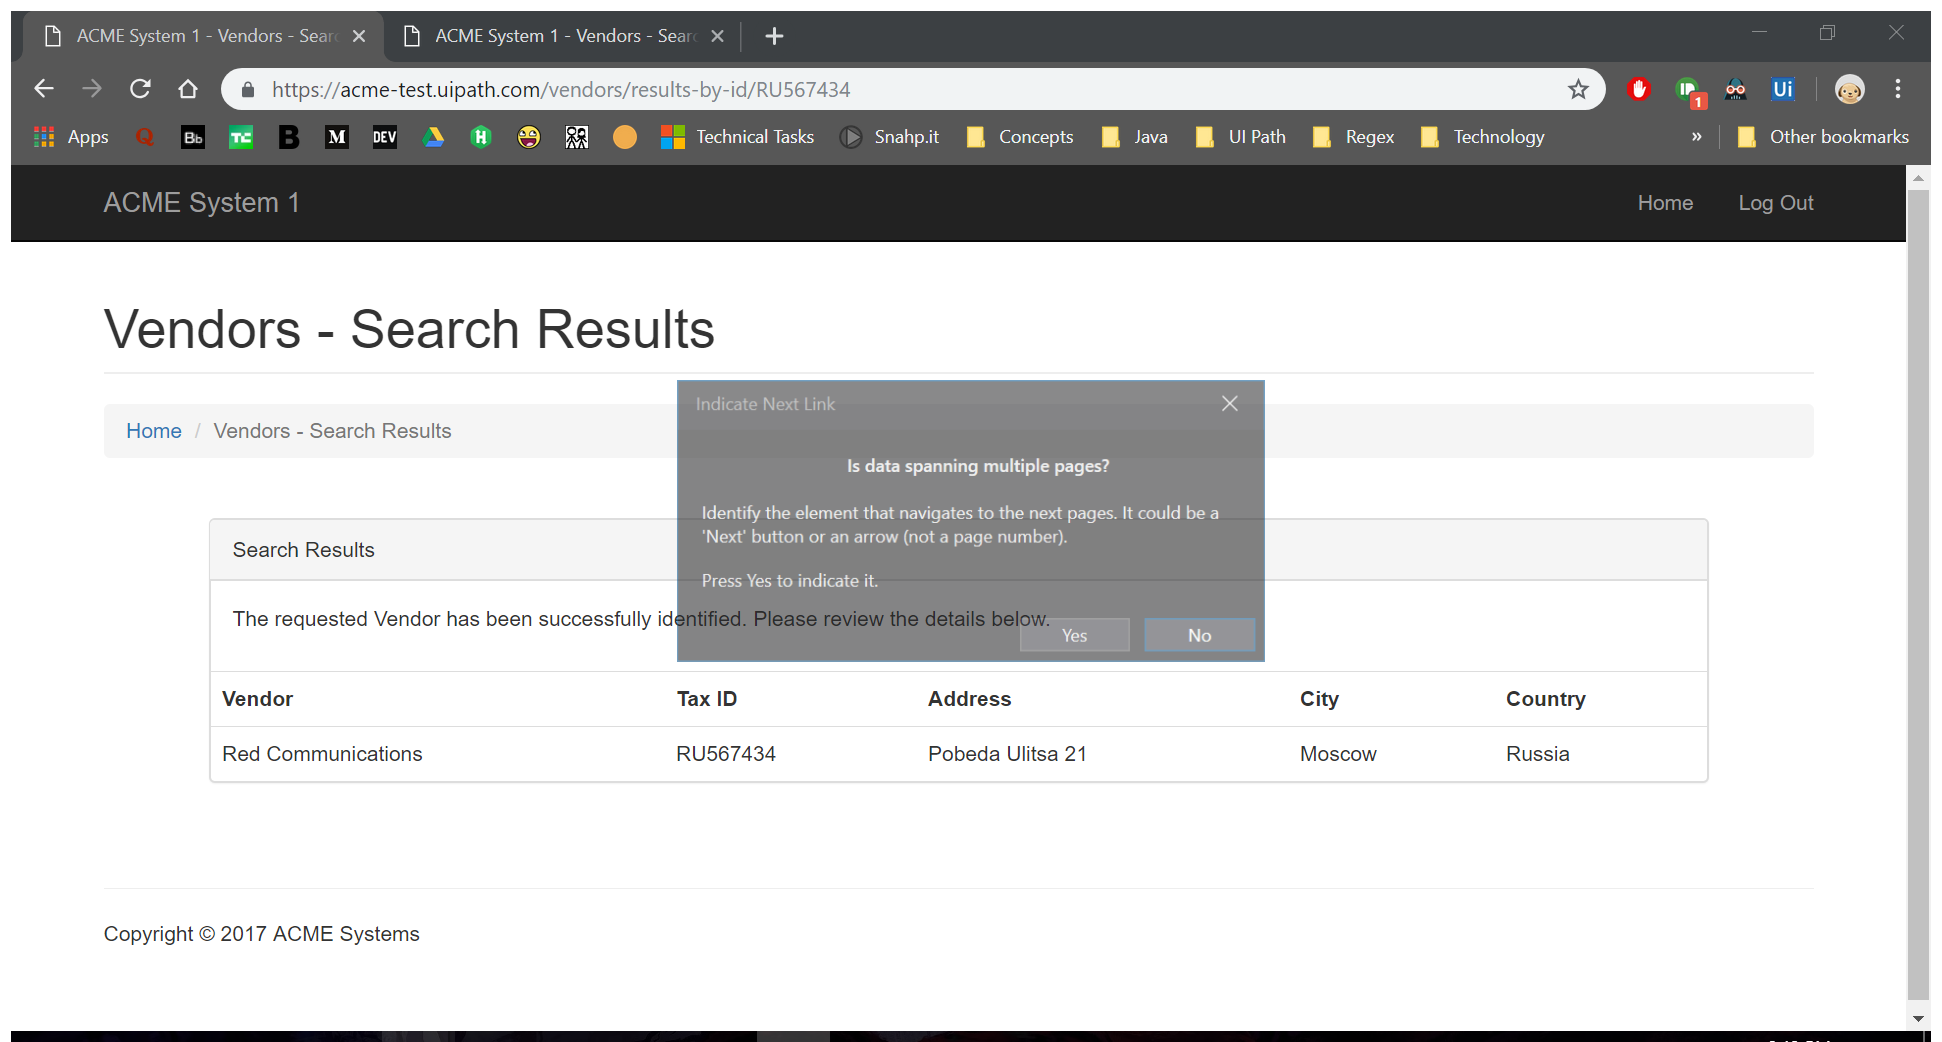 ACME System 1 - Vendors - Sear
ACME System 1 - Vendors - Sear
https://acme-test.uipath.com/vendors/results-by-id/RU567434
1
Ui
Apps
Q
Bb
TC
B
M
DEV
H
Technical Tasks
Snahp.it
Concepts
Java
UI Path
Regex
Technology
»
Other bookmarks
ACME System 1
Home
Log Out
Vendors - Search Results
Home / Vendors - Search Results
Indicate Next Link
Is data spanning multiple pages?
Identify the element that navigates to the next pages. It could be a
'Next' button or an arrow (not a page number).
Press Yes to indicate it.
Yes
No
Search Results
The requested Vendor has been successfully identified. Please review the details below.
Vendor Tax ID Address City Country
Red Communications RU567434 Pobeda Ulitsa 21 Moscow Russia
Copyright © 2017 ACME Systems